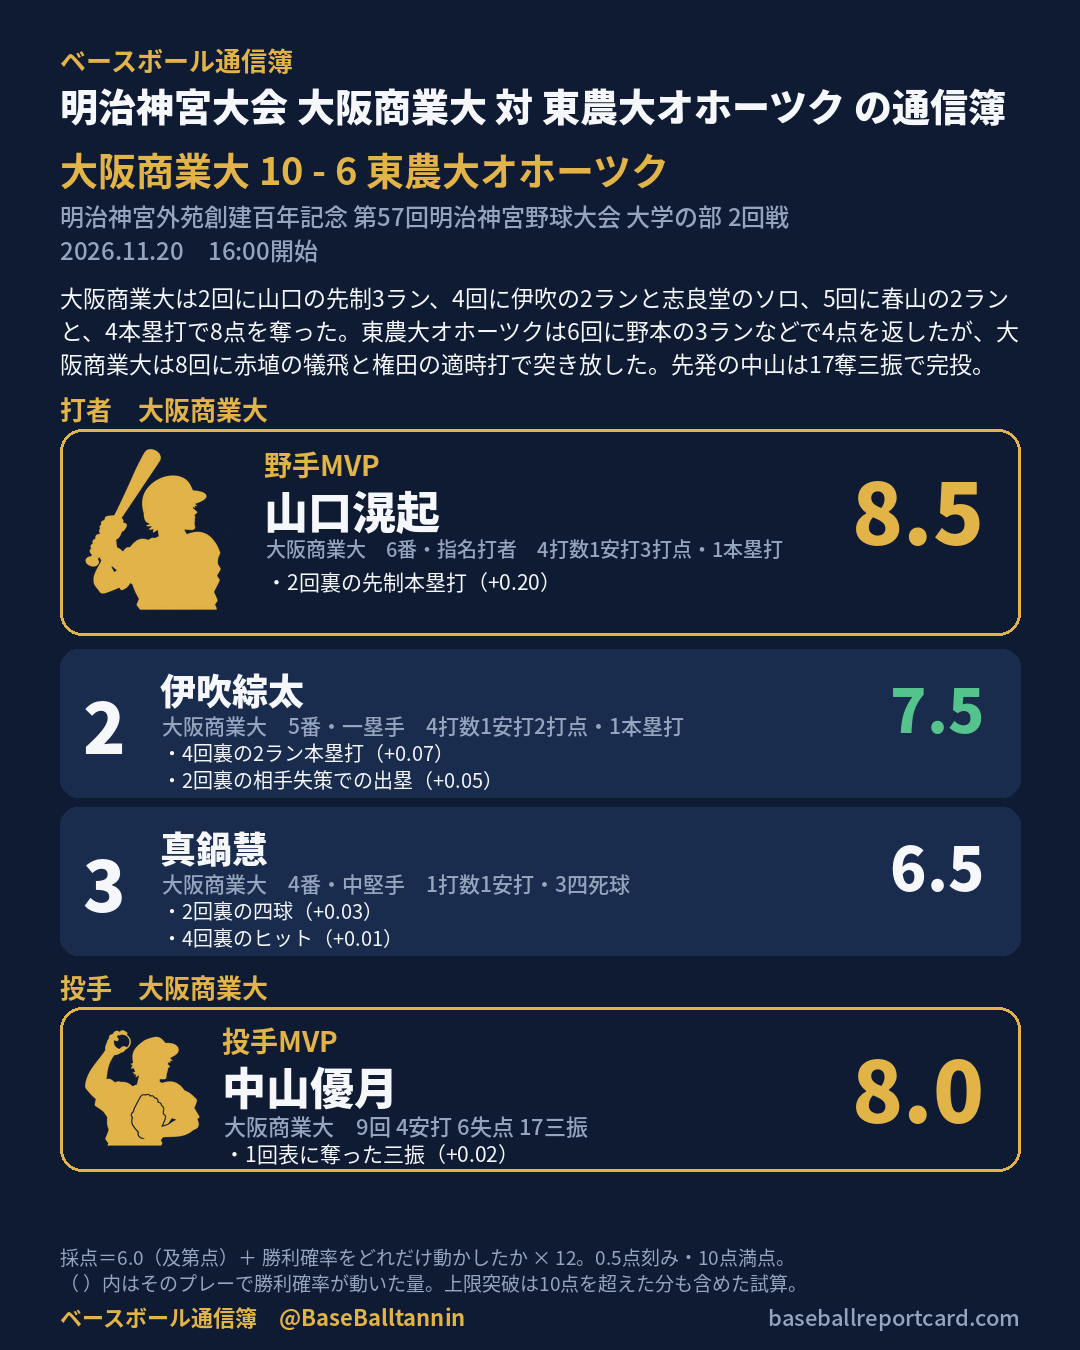 ベースボール通信簿
明治神宮大会 大阪商業大 対 東農大オホーツク の通信簿
大阪商業大 10 - 6 東農大オホーツク
明治神宮外苑創建百年記念 第57回明治神宮野球大会 大学の部 2回戦
2026.11.20　16:00開始
大阪商業大は2回に山口の先制3ラン、4回に伊吹の2ランと志良堂のソロ、5回に春山の2ラン
と、4本塁打で8点を奪った。東農大オホーツクは6回に野本の3ランなどで4点を返したが、大
阪商業大は8回に赤埴の犠飛と権田の適時打で突き放した。先発の中山は17奪三振で完投。
打者　大阪商業大
野手MVP
山口滉起
大阪商業大　6番・指名打者　4打数1安打3打点・1本塁打
・2回裏の先制本塁打（+0.20）
8.5
2
伊吹綜太
大阪商業大　5番・一塁手　4打数1安打2打点・1本塁打
・4回裏の2ラン本塁打（+0.07）
・2回裏の相手失策での出塁（+0.05）
7.5
3
真鍋慧
大阪商業大　4番・中堅手　1打数1安打・3四死球
・2回裏の四球（+0.03）
・4回裏のヒット（+0.01）
6.5
投手　大阪商業大
投手MVP
中山優月
大阪商業大　9回 4安打 6失点 17三振
・1回表に奪った三振（+0.02）
8.0
採点＝6.0（及第点）＋ 勝利確率をどれだけ動かしたか × 12。0.5点刻み・10点満点。
（ ）内はそのプレーで勝利確率が動いた量。上限突破は10点を超えた分も含めた試算。
ベースボール通信簿　@BaseBalltannin
baseballreportcard.com